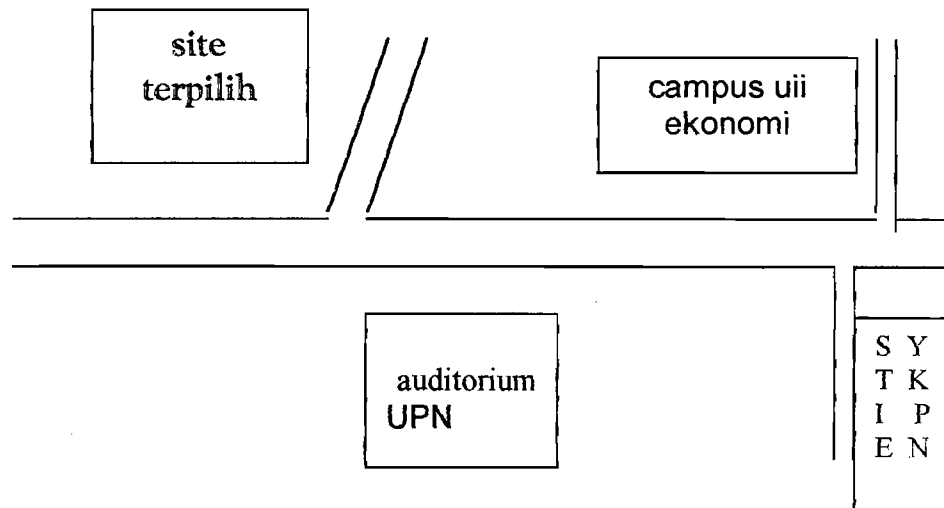 site
terpilih
campus uii
ekonomi
auditorium
UPN
S Y
T K
I P
E N